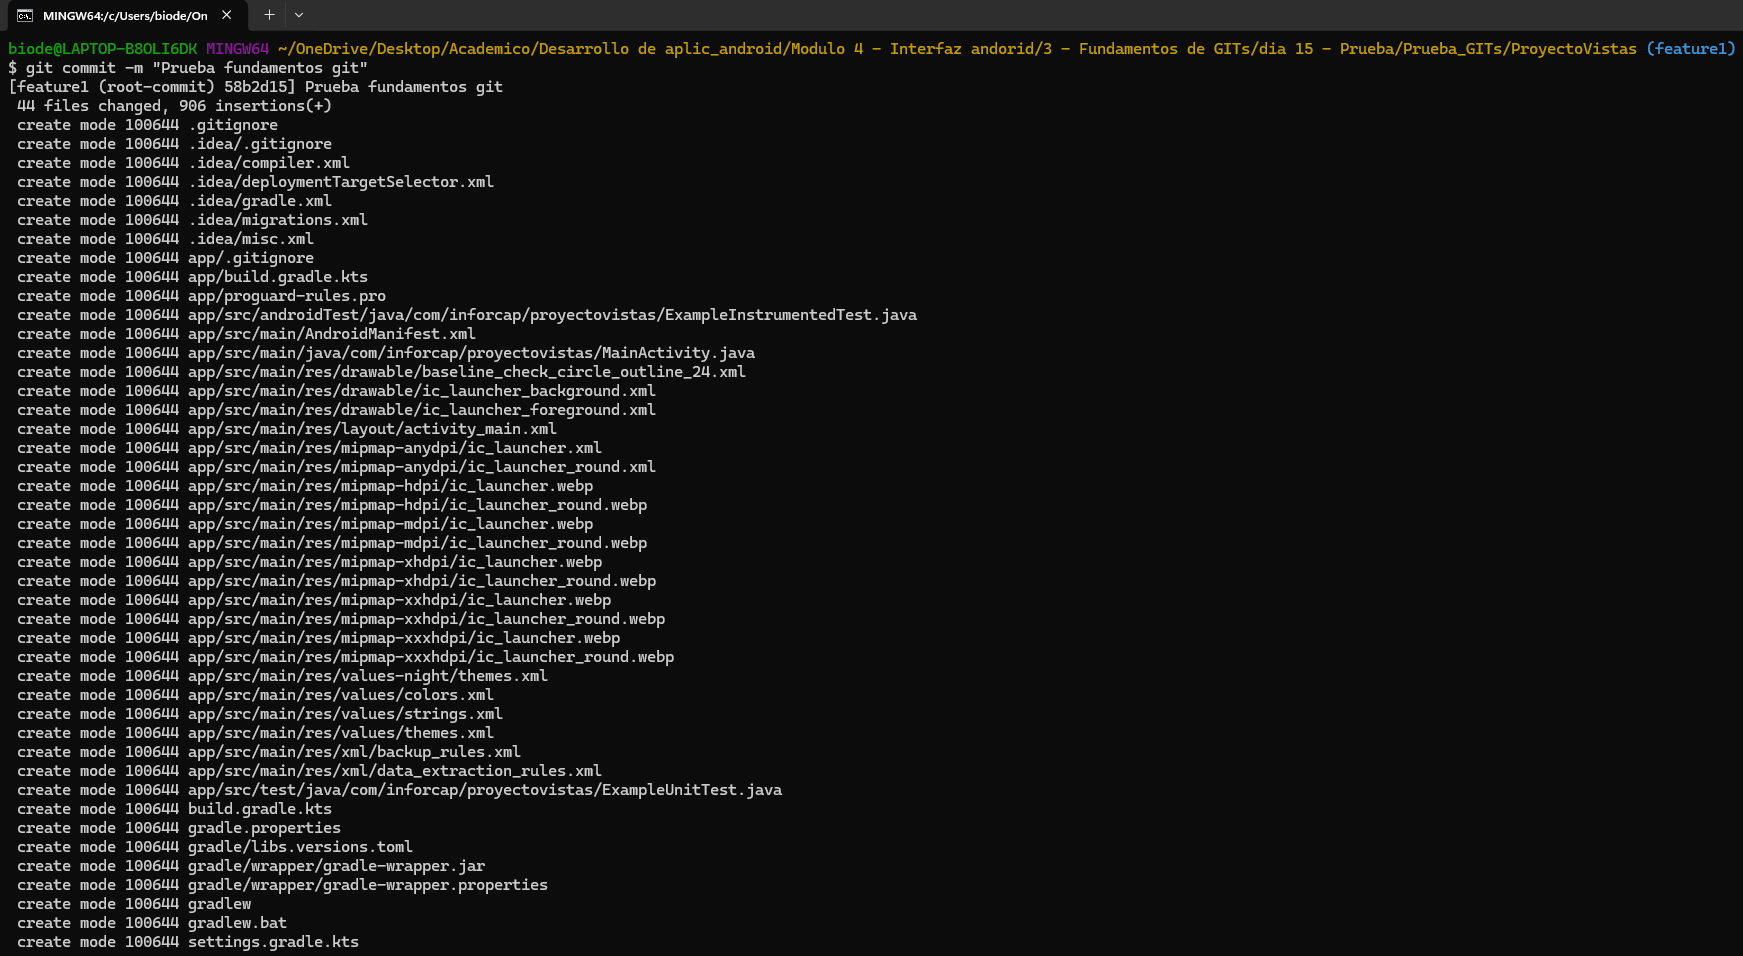 MINGW64:/c/Users/biode/On
biode@LAPTOP-B8OLI6DK MINGW64 ~/OneDrive/Desktop/Academico/Desarrollo de aplic_android/Modulo 4 - Interfaz andorid/3 - Fundamentos de GITs/dia 15 - Prueba/Prueba_GITs/ProyectoVistas (feature1)
$ git commit -m "Prueba fundamentos git"
[feature1 (root-commit) 58b2d15] Prueba fundamentos git
 44 files changed, 906 insertions(+)
 create mode 100644 .gitignore
 create mode 100644 .idea/.gitignore
 create mode 100644 .idea/compiler.xml
 create mode 100644 .idea/deploymentTargetSelector.xml
 create mode 100644 .idea/gradle.xml
 create mode 100644 .idea/migrations.xml
 create mode 100644 .idea/misc.xml
 create mode 100644 app/.gitignore
 create mode 100644 app/build.gradle.kts
 create mode 100644 app/proguard-rules.pro
 create mode 100644 app/src/androidTest/java/com/inforcap/proyectovistas/ExampleInstrumentedTest.java
 create mode 100644 app/src/main/AndroidManifest.xml
 create mode 100644 app/src/main/java/com/inforcap/proyectovistas/MainActivity.java
 create mode 100644 app/src/main/res/drawable/baseline_check_circle_outline_24.xml
 create mode 100644 app/src/main/res/drawable/ic_launcher_background.xml
 create mode 100644 app/src/main/res/drawable/ic_launcher_foreground.xml
 create mode 100644 app/src/main/res/layout/activity_main.xml
 create mode 100644 app/src/main/res/mipmap-anydpi/ic_launcher.xml
 create mode 100644 app/src/main/res/mipmap-anydpi/ic_launcher_round.xml
 create mode 100644 app/src/main/res/mipmap-hdpi/ic_launcher.webp
 create mode 100644 app/src/main/res/mipmap-hdpi/ic_launcher_round.webp
 create mode 100644 app/src/main/res/mipmap-mdpi/ic_launcher.webp
 create mode 100644 app/src/main/res/mipmap-mdpi/ic_launcher_round.webp
 create mode 100644 app/src/main/res/mipmap-xhdpi/ic_launcher.webp
 create mode 100644 app/src/main/res/mipmap-xhdpi/ic_launcher_round.webp
 create mode 100644 app/src/main/res/mipmap-xxhdpi/ic_launcher.webp
 create mode 100644 app/src/main/res/mipmap-xxhdpi/ic_launcher_round.webp
 create mode 100644 app/src/main/res/mipmap-xxxhdpi/ic_launcher.webp
 create mode 100644 app/src/main/res/mipmap-xxxhdpi/ic_launcher_round.webp
 create mode 100644 app/src/main/res/values-night/themes.xml
 create mode 100644 app/src/main/res/values/colors.xml
 create mode 100644 app/src/main/res/values/strings.xml
 create mode 100644 app/src/main/res/values/themes.xml
 create mode 100644 app/src/main/res/xml/backup_rules.xml
 create mode 100644 app/src/main/res/xml/data_extraction_rules.xml
 create mode 100644 app/src/test/java/com/inforcap/proyectovistas/ExampleUnitTest.java
 create mode 100644 build.gradle.kts
 create mode 100644 gradle.properties
 create mode 100644 gradle/libs.versions.toml
 create mode 100644 gradle/wrapper/gradle-wrapper.jar
 create mode 100644 gradle/wrapper/gradle-wrapper.properties
 create mode 100644 gradlew
 create mode 100644 gradlew.bat
 create mode 100644 settings.gradle.kts